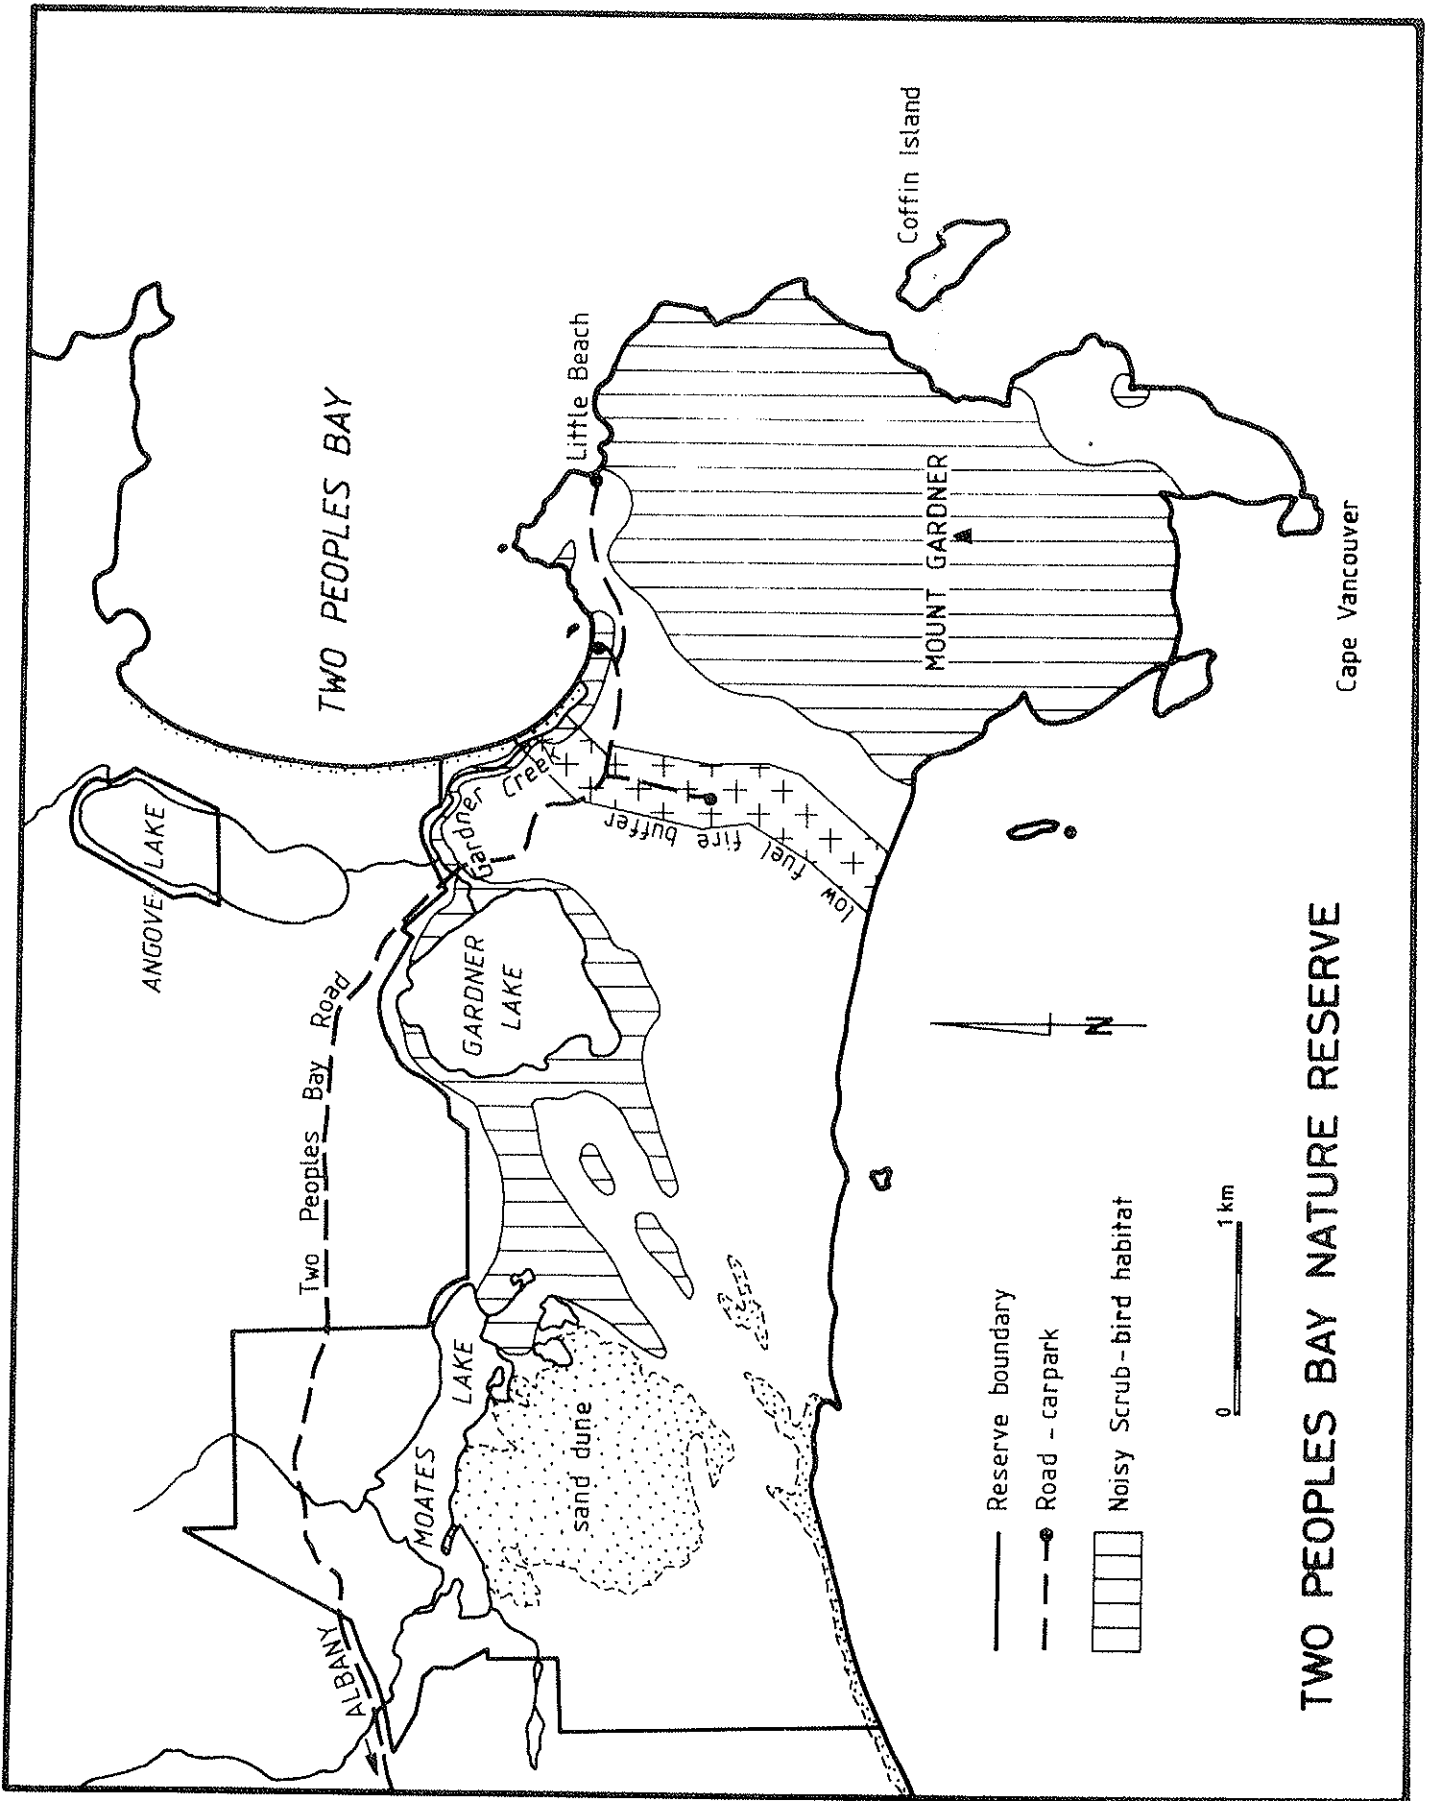 TWO PEOPLES BAY
ANGOVE LAKE
Little Beach
Coffin Island
Gardner Creek
Two Peoples Bay Road
GARDNER
LAKE
MOUNT GARDNER
low fuel fire buffer
ALBANY
MOATES LAKE
sand dune
Cape Vancouver
N
Reserve boundary
Road - carpark
Noisy Scrub-bird habitat
0 1 km
TWO PEOPLES BAY NATURE RESERVE